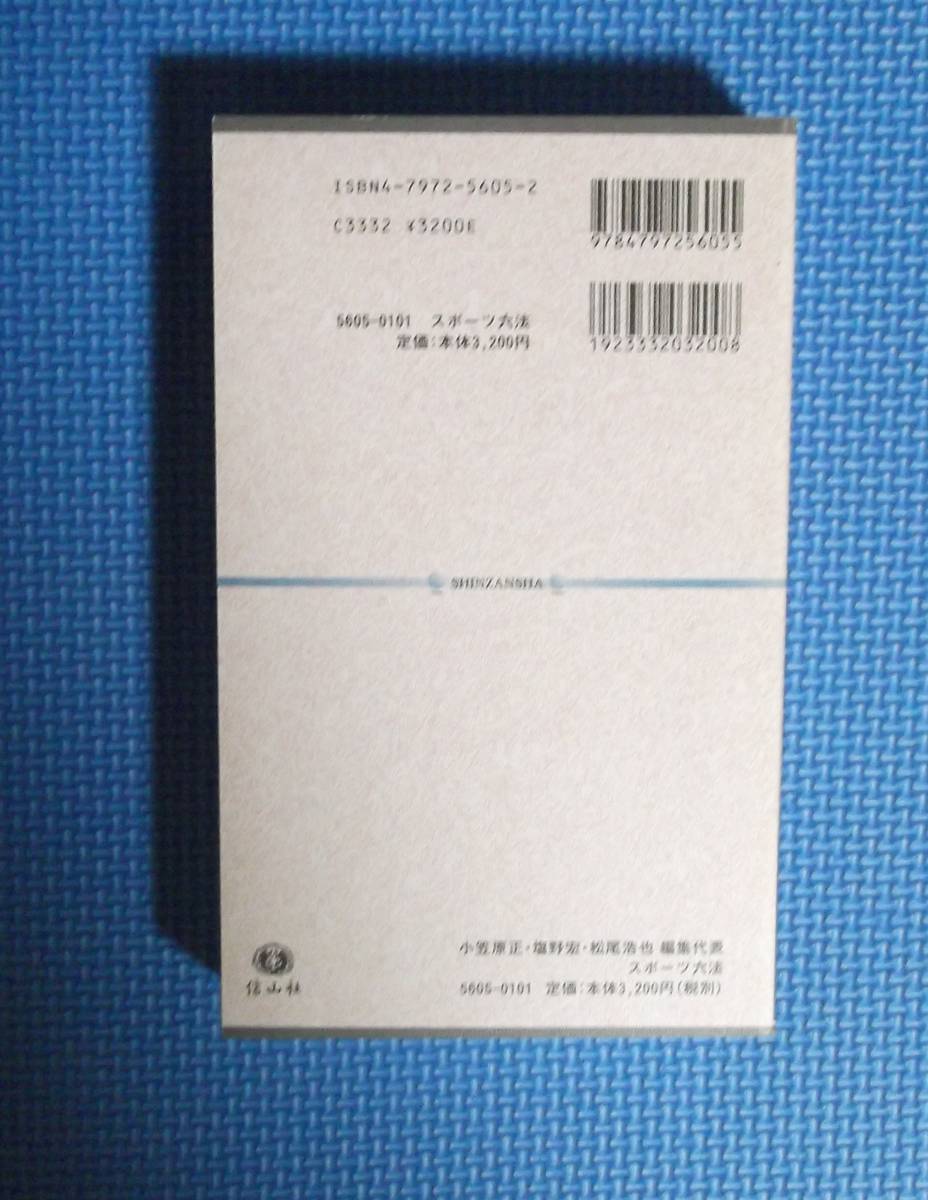 ISBN4-7972-5605-2
C3332 ¥3200E
9784797256055
5605-0101 スポーツ六法
定価：本体3,200円
1923332032008
SHINZANSHA
小笠原正・塩野宏・松尾浩也 編集代表
スポーツ六法
5605-0101 定価：本体3,200円(税別)
信山社